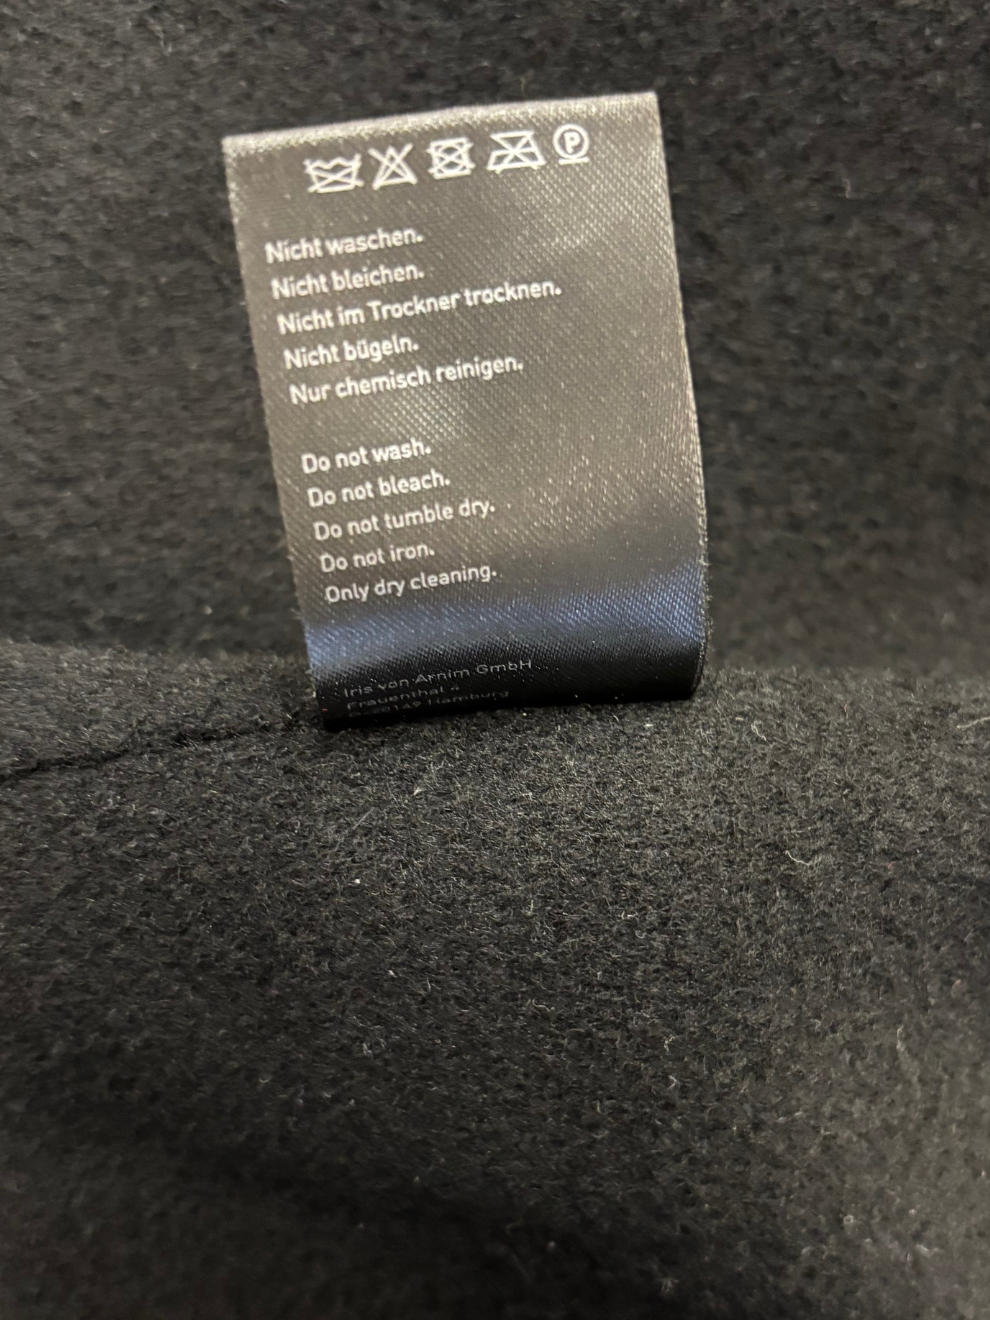 P
Nicht waschen.
Nicht bleichen.
Nicht im Trockner trocknen.
Nicht bügeln.
Nur chemisch reinigen.
Do not wash.
Do not bleach.
Do not tumble dry.
Do not iron.
Only dry cleaning.
Iris von Arnim GmbH
Frauenthal
Hamburg